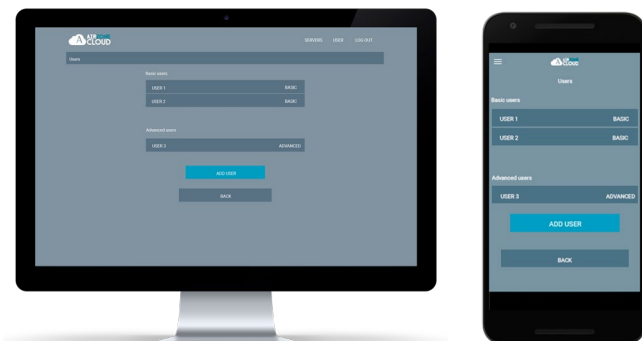 AIRZONE
CLOUD
SERVERS USER LOG OUT
Users
Basic users
USER 1 BASIC
USER 2 BASIC
Advanced users
USER 3 ADVANCED
ADD USER
BACK
CLOUD
Users
Basic users
USER 1 BASIC
USER 2 BASIC
Advanced users
USER 3 ADVANCED
ADD USER
BACK